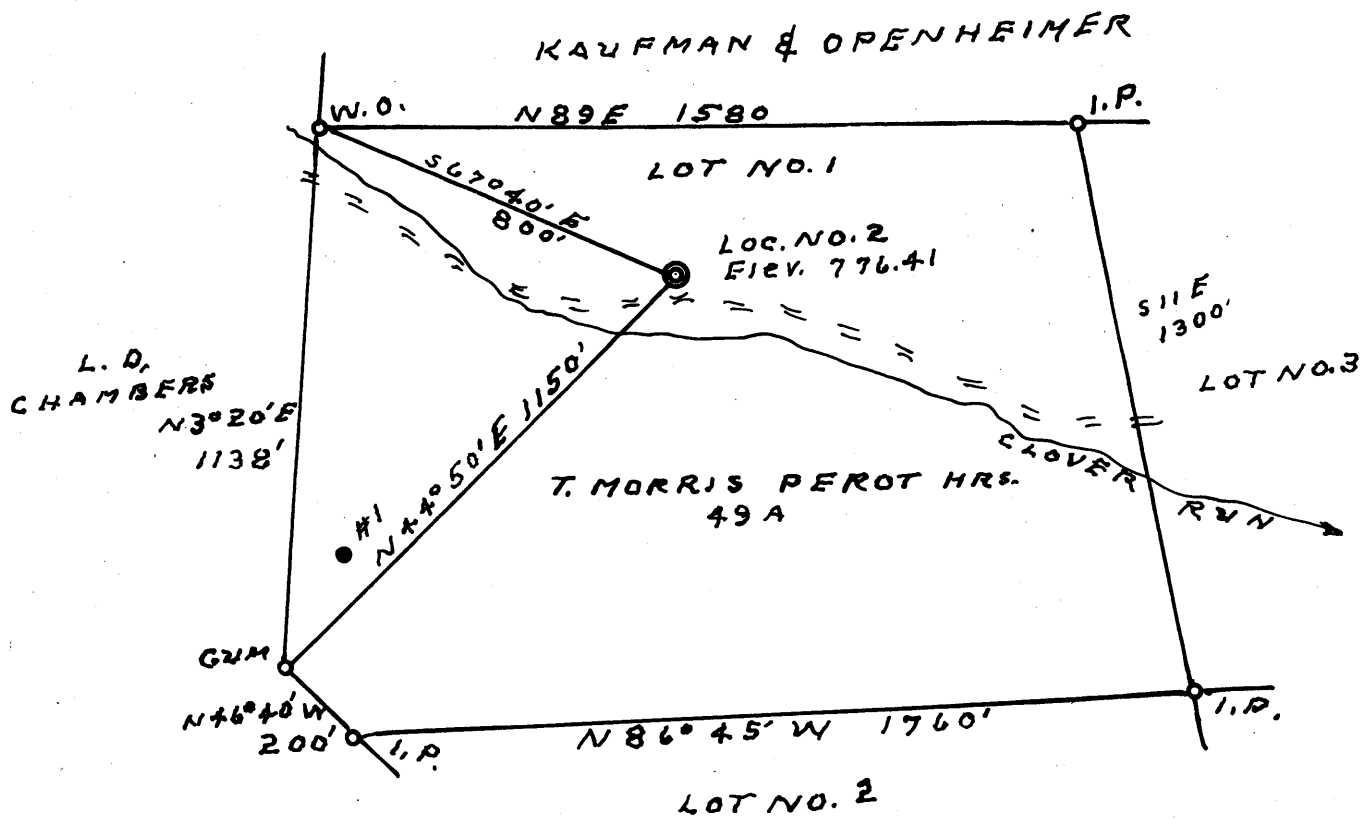 KAUFMAN & OPENHEIMER
W.O.
N89E 1580
I.P.
LOT NO.1
S67°40'E
800'
LOC. NO. 2
Elev. 776.41
S11E
1300'
L. D.
CHAMBERS
N3°20'E
1138'
LOT NO.3
N44°50'E 1150'
CLOVER RUN
T. MORRIS PEROT HRS.
49 A
#1
GUM
N46°40'W
200'
I.P.
N86°45'W 1760'
I.P.
LOT NO. 2